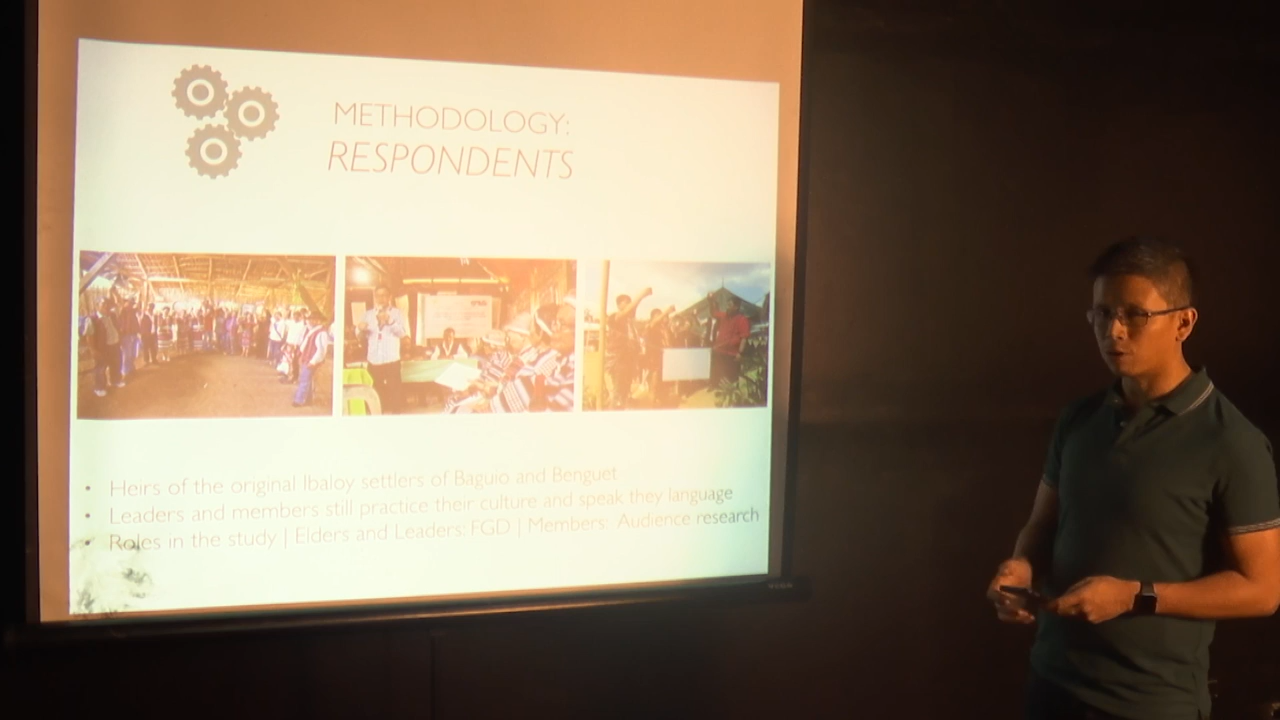 METHODOLOGY:
RESPONDENTS
• Heirs of the original Ibaloy settlers of Baguio and Benguet
• Leaders and members still practice their culture and speak they language
• Roles in the study | Elders and Leaders: FGD | Members: Audience research